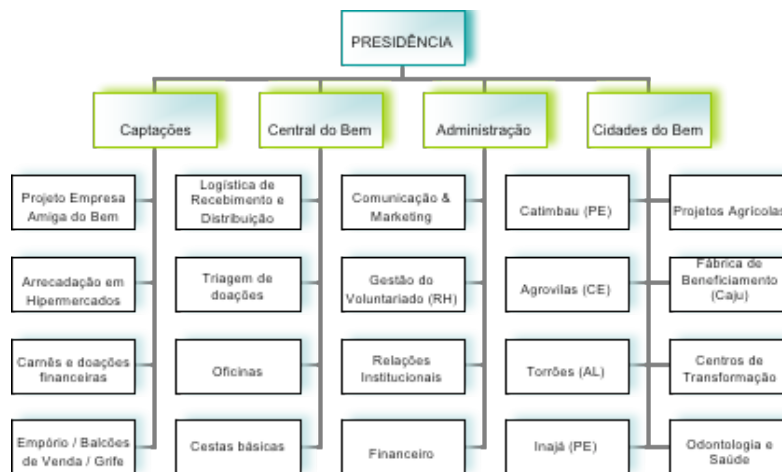 PRESIDÊNCIA
Captações
Central do Bem
Administração
Cidades do Bem
Projeto Empresa
Amiga do Bem
Logística de
Recebimento e
Distribuição
Comunicação &
Marketing
Catimbau (PE)
Projetos Agrícolas
Arrecadação em
Hipermercados
Triagem de
doações
Gestão do
Voluntariado (RH)
Agrovilas (CE)
Fábrica de
Beneficiamento
(Caju)
Carnês e doações
financeiras
Oficinas
Relações
Institucionais
Torrões (AL)
Centros de
Transformação
Empório / Balcões
de Venda / Grife
Cestas básicas
Financeiro
Inajá (PE)
Odontologia e
Saúde